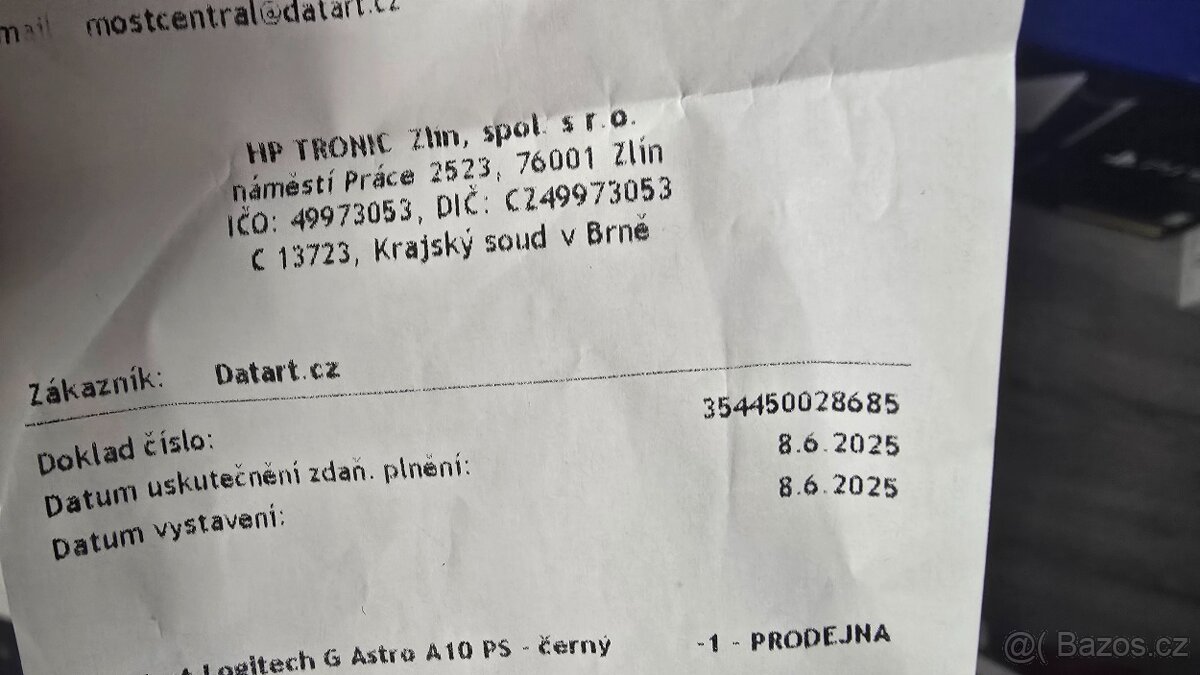 mail mostcentral@datart.cz
HP TRONIC Zlín, spol. s r.o.
náměstí Práce 2523, 76001 Zlín
IČO: 49973053, DIČ: CZ49973053
C 13723, Krajský soud v Brně
Zákazník: Datart.cz
Doklad číslo: 354450028685
Datum uskutečnění zdaň. plnění: 8.6.2025
Datum vystavení: 8.6.2025
Logitech G Astro A10 PS - černý -1 - PRODEJNA
@( Bazos.cz